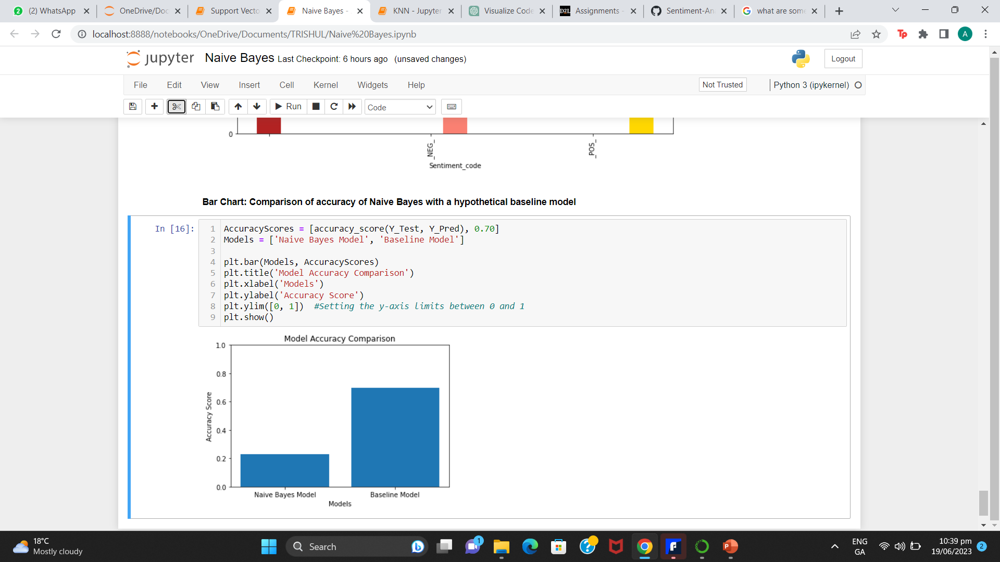 (2) WhatsApp
OneDrive/Doc
Support Vecto
Naive Bayes -
KNN - Jupyter
Visualize Code
D2L
Assignments -
Sentiment-An
what are some
localhost:8888/notebooks/OneDrive/Documents/TRISHUL/Naive%20Bayes.ipynb
Tp
A
jupyter
Naive Bayes Last Checkpoint: 6 hours ago (unsaved changes)
Logout
File Edit View Insert Cell Kernel Widgets Help
Not Trusted
Python 3 (ipykernel)
Run
Code
0
_NEG_
_POS_
Sentiment_code
Bar Chart: Comparison of accuracy of Naive Bayes with a hypothetical baseline model
In [16]:
1 AccuracyScores = [accuracy_score(Y_Test, Y_Pred), 0.70]
2 Models = ['Naive Bayes Model', 'Baseline Model']
3
4 plt.bar(Models, AccuracyScores)
5 plt.title('Model Accuracy Comparison')
6 plt.xlabel('Models')
7 plt.ylabel('Accuracy Score')
8 plt.ylim([0, 1])  #Setting the y-axis limits between 0 and 1
9 plt.show()
Model Accuracy Comparison
1.0
0.8
0.6
0.4
0.2
0.0
Accuracy Score
Naive Bayes Model
Baseline Model
Models
18°C
Mostly cloudy
Search
1
ENG
GA
10:39 pm
19/06/2023
2